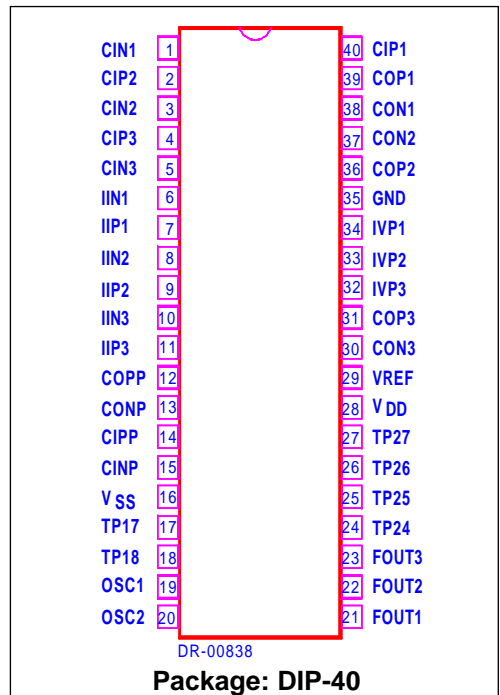 CIN1 1 40 CIP1
CIP2 2 39 COP1
CIN2 3 38 CON1
CIP3 4 37 CON2
CIN3 5 36 COP2
IIN1 6 35 GND
IIP1 7 34 IVP1
IIN2 8 33 IVP2
IIP2 9 32 IVP3
IIN3 10 31 COP3
IIP3 11 30 CON3
COPP 12 29 VREF
CONP 13 28 VDD
CIPP 14 27 TP27
CINP 15 26 TP26
VSS 16 25 TP25
TP17 17 24 TP24
TP18 18 23 FOUT3
OSC1 19 22 FOUT2
OSC2 20 21 FOUT1
DR-00838
Package: DIP-40